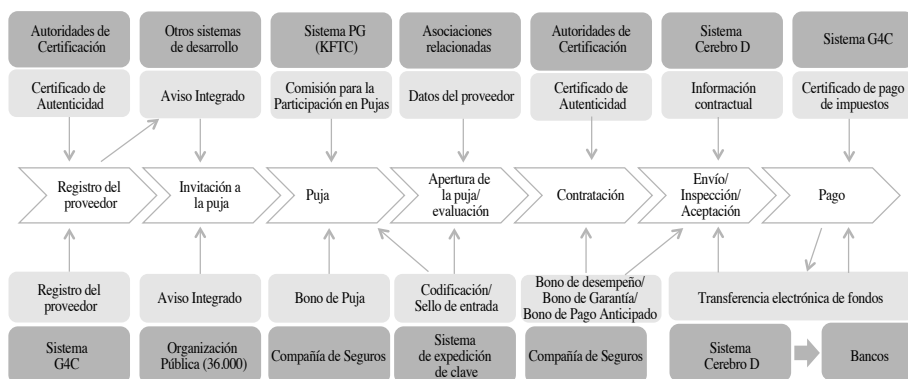 Autoridades de
Certificación
Otros sistemas
de desarrollo
Sistema PG
(KFTC)
Asociaciones
relacionadas
Autoridades de
Certificación
Sistema
Cerebro D
Sistema G4C
Certificado de
Autenticidad
Aviso Integrado
Comisión para la
Participación en Pujas
Datos del proveedor
Certificado de
Autenticidad
Información
contractual
Certificado de pago
de impuestos
Registro del
proveedor
Invitación a
la puja
Puja
Apertura de
la puja/
evaluación
Contratación
Envío/
Inspección/
Aceptación
Pago
Registro del
proveedor
Aviso Integrado
Bono de Puja
Codificación/
Sello de entrada
Bono de desempeño/
Bono de Garantía/
Bono de Pago Anticipado
Transferencia electrónica de fondos
Sistema
G4C
Organización
Pública (36.000)
Compañía de Seguros
Sistema
de expedición
de clave
Compañía de Seguros
Sistema
Cerebro D
Bancos